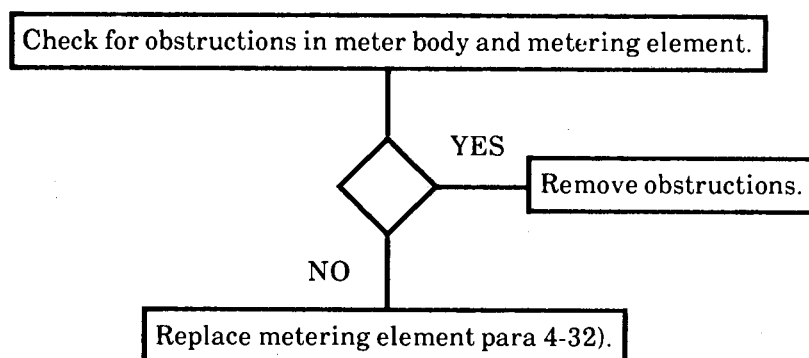 Check for obstructions in meter body and metering element.
YES
Remove obstructions.
NO
Replace metering element para 4-32).